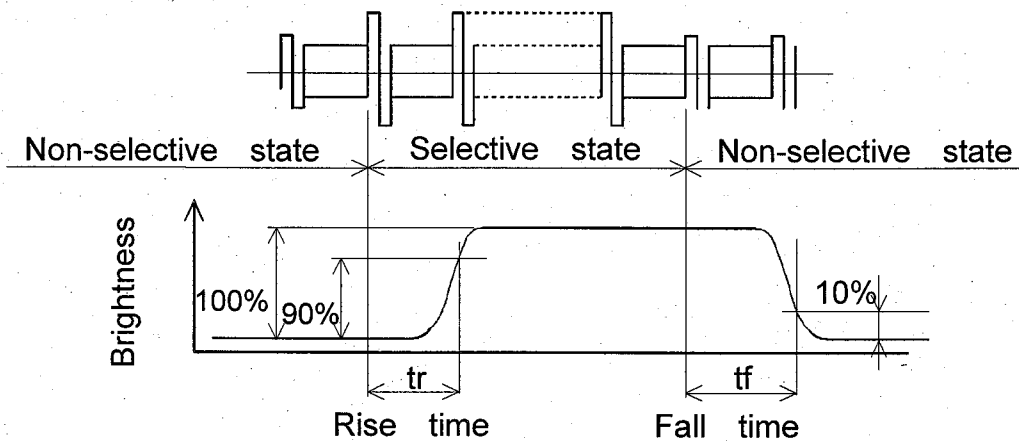 Non-selective state Selective state Non-selective state
Brightness
100%
90%
10%
tr
tf
Rise time
Fall time